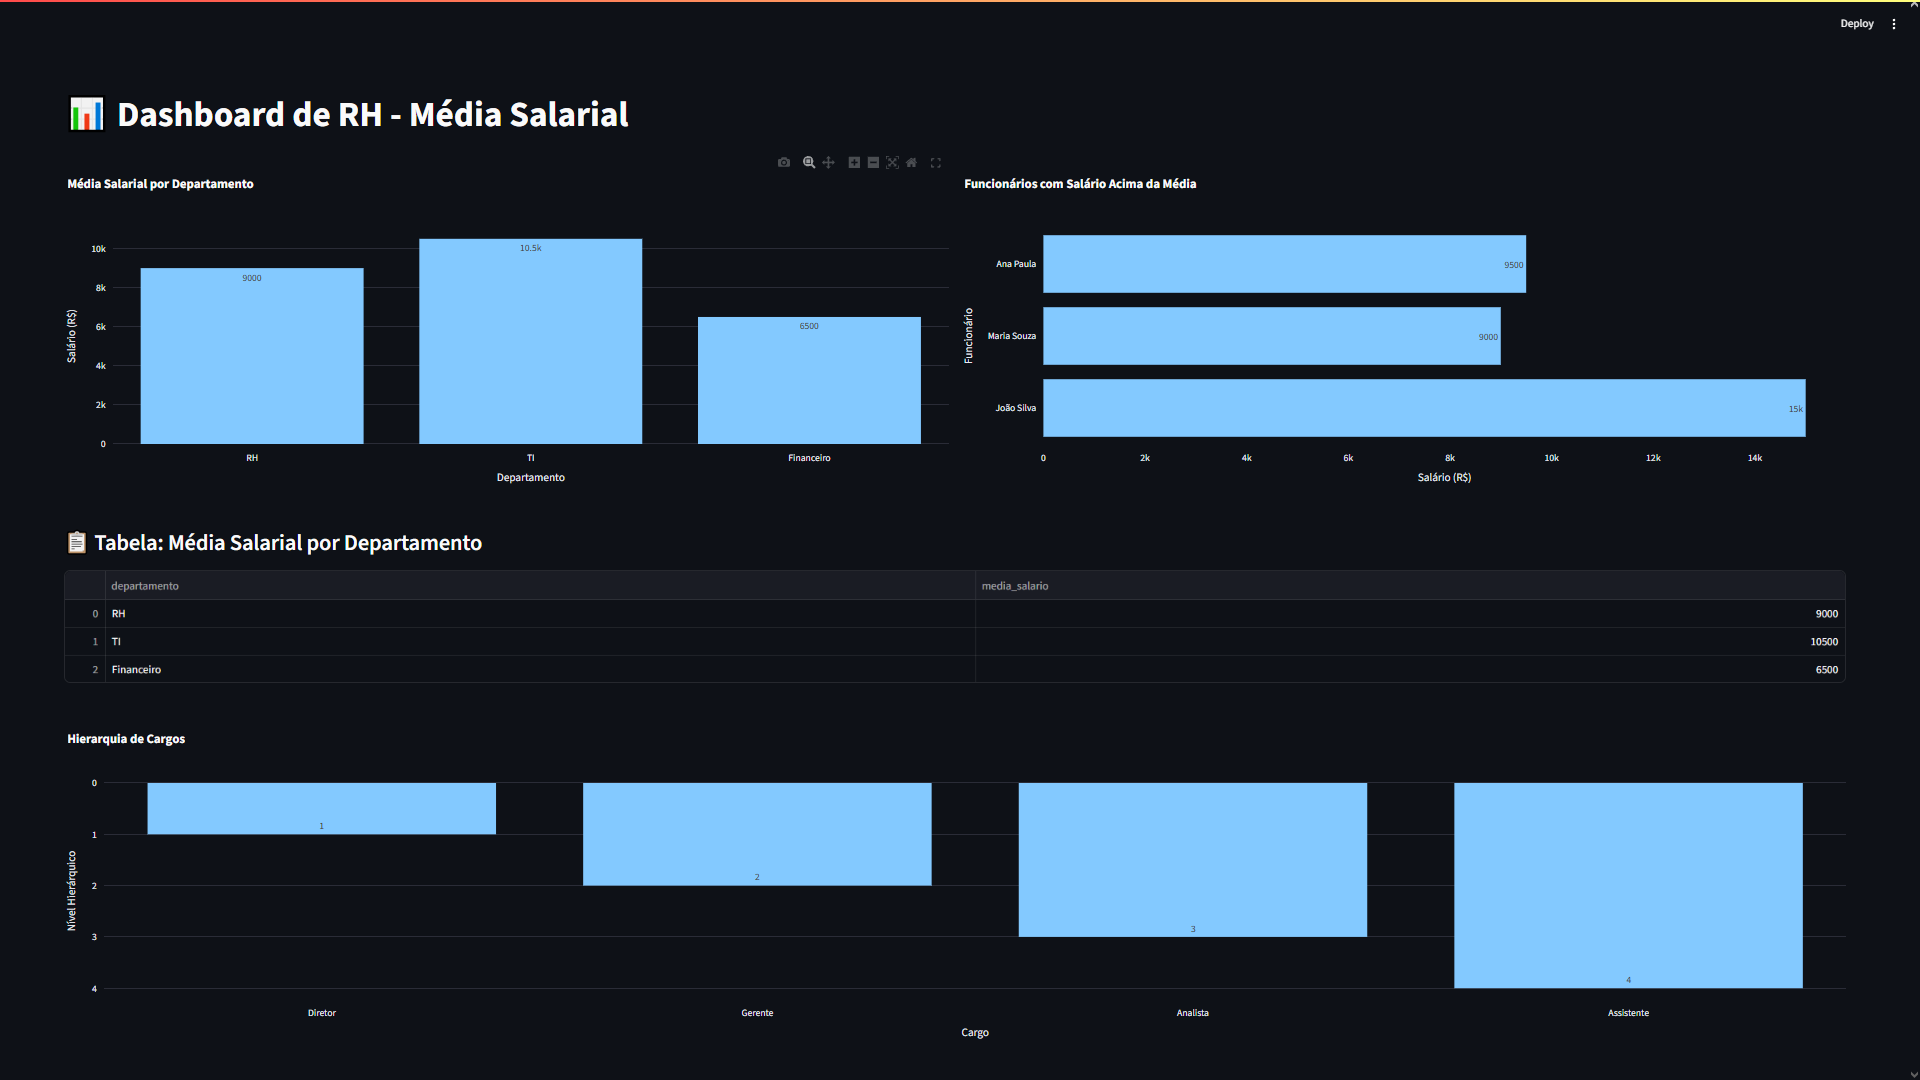 Deploy
Dashboard de RH - Média Salarial
Média Salarial por Departamento
10k
8k
6k
4k
2k
0
Salário (R$)
9000
10.5k
6500
RH
TI
Financeiro
Departamento
Funcionários com Salário Acima da Média
Funcionário
Ana Paula
9500
Maria Souza
9000
João Silva
15k
0
2k
4k
6k
8k
10k
12k
14k
Salário (R$)
Tabela: Média Salarial por Departamento
departamento media_salario
0 RH 9000
1 TI 10500
2 Financeiro 6500
Hierarquia de Cargos
0
1
2
3
4
Nível Hierárquico
1
2
3
4
Diretor
Gerente
Analista
Assistente
Cargo